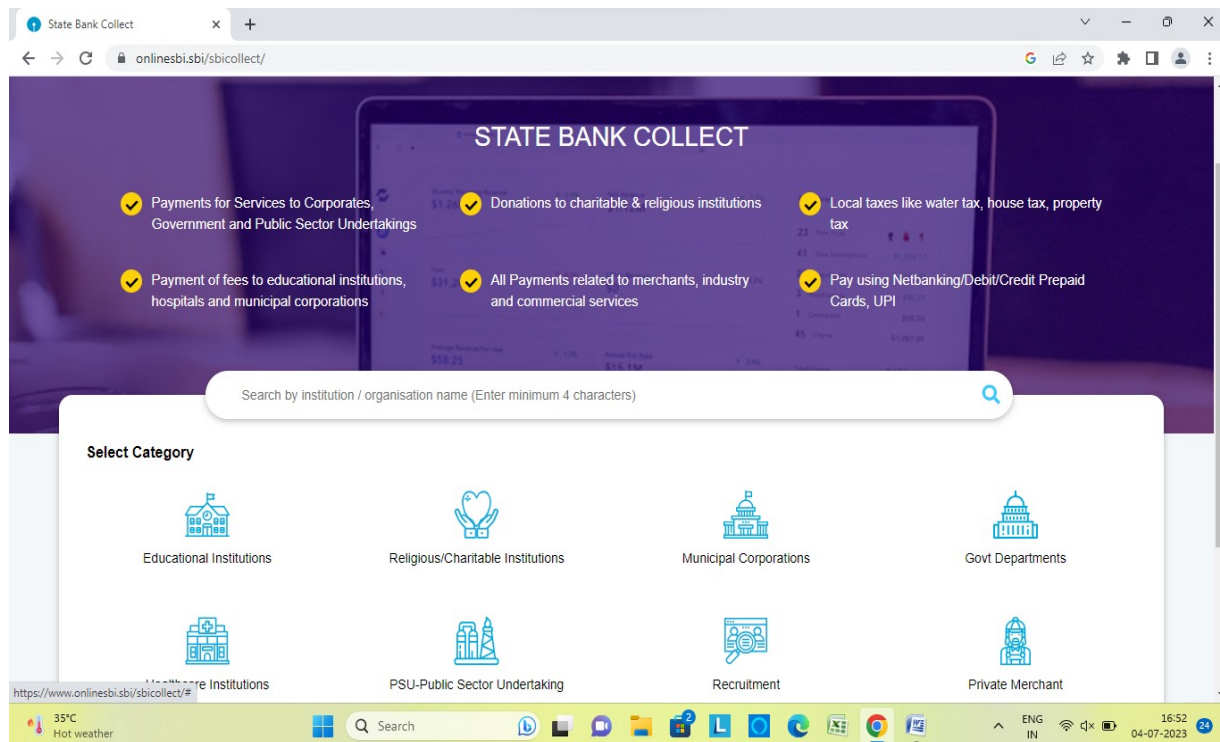 State Bank Collect
onlinesbi.sbi/sbicollect/
STATE BANK COLLECT
Payments for Services to Corporates,
Government and Public Sector Undertakings
Donations to charitable & religious institutions
Local taxes like water tax, house tax, property
tax
Payment of fees to educational institutions,
hospitals and municipal corporations
All Payments related to merchants, industry
and commercial services
Pay using Netbanking/Debit/Credit Prepaid
Cards, UPI
$58.25
$15.1M
Search by institution / organisation name (Enter minimum 4 characters)
Select Category
Educational Institutions
Religious/Charitable Institutions
Municipal Corporations
Govt Departments
Institutions
PSU-Public Sector Undertaking
Recruitment
Private Merchant
https://www.onlinesbi.sbi/sbicollect/#
35°C
Hot weather
Search
2
ENG
IN
16:52
04-07-2023
24